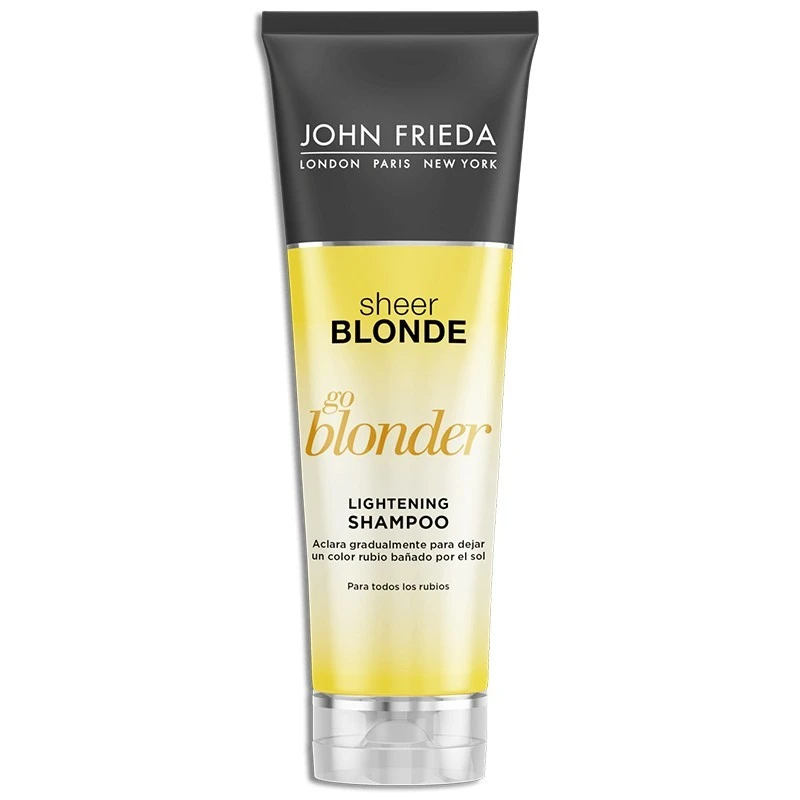 JOHN FRIEDA
LONDON PARIS NEW YORK
sheer
BLONDE
go
blonder
LIGHTENING
SHAMPOO
Aclara gradualmente para dejar
un color rubio bañado por el sol
Para todos los rubios